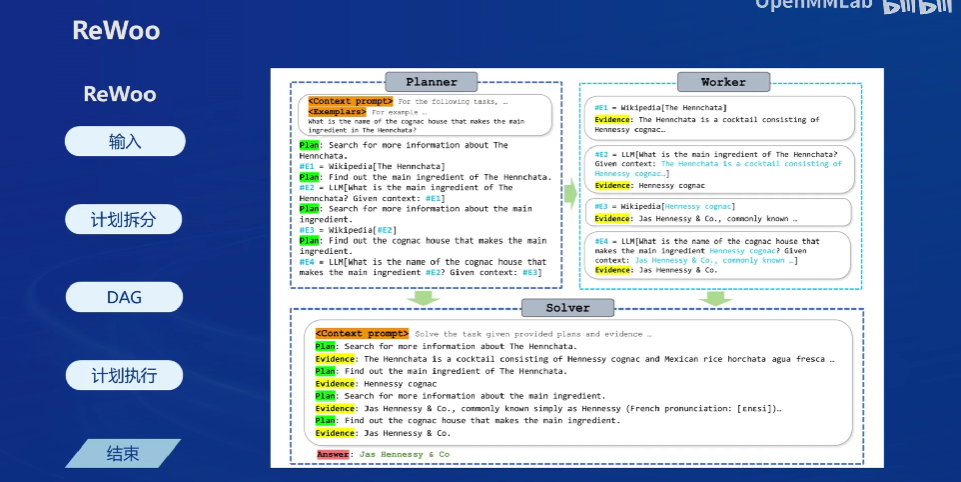 OpenMMLab bilibili
ReWoo
ReWoo
输入
计划拆分
DAG
计划执行
结束
Planner
<Context prompt> For the following tasks, …
<Exemplars> For example …
What is the name of the cognac house that makes the main
ingredient in The Hennchata?
Plan: Search for more information about The
Hennchata.
#E1 = Wikipedia[The Hennchata]
Plan: Find out the main ingredient of The Hennchata.
#E2 = LLM[What is the main ingredient of The
Hennchata? Given context: #E1]
Plan: Search for more information about the main
ingredient.
#E3 = Wikipedia[#E2]
Plan: Find out the cognac house that makes the main
ingredient.
#E4 = LLM[What is the name of the cognac house that
makes the main ingredient #E2? Given context: #E3]
Worker
#E1 = Wikipedia[The Hennchata]
Evidence: The Hennchata is a cocktail consisting of
Hennessy cognac…
#E2 = LLM[What is the main ingredient of The Hennchata?
Given context: The Hennchata is a cocktail consisting of
Hennessy cognac…]
Evidence: Hennessy cognac
#E3 = Wikipedia[Hennessy cognac]
Evidence: Jas Hennessy & Co., commonly known …
#E4 = LLM[What is the name of the cognac house that
makes the main ingredient Hennessy cognac? Given
context: Jas Hennessy & Co., commonly known …]
Evidence: Jas Hennessy & Co.
Solver
<Context prompt> Solve the task given provided plans and evidence …
Plan: Search for more information about The Hennchata.
Evidence: The Hennchata is a cocktail consisting of Hennessy cognac and Mexican rice horchata agua fresca …
Plan: Find out the main ingredient of The Hennchata.
Evidence: Hennessy cognac
Plan: Search for more information about the main ingredient.
Evidence: Jas Hennessy & Co., commonly known simply as Hennessy (French pronunciation: [ɛnɛsi])…
Plan: Find out the cognac house that makes the main ingredient.
Evidence: Jas Hennessy & Co.
Answer: Jas Hennessy & Co